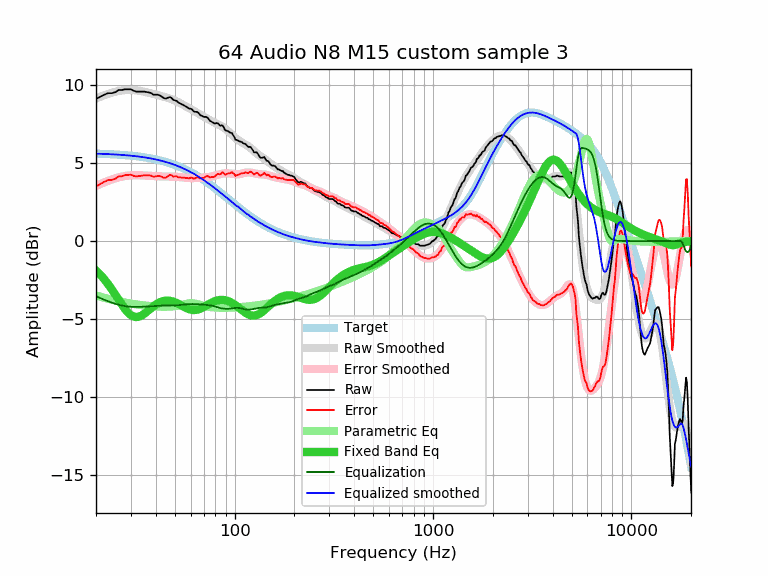 64 Audio N8 M15 custom sample 3
10
5
0
−5
−10
−15
Amplitude (dBr)
Target
Raw Smoothed
Error Smoothed
Raw
Error
Parametric Eq
Fixed Band Eq
Equalization
Equalized smoothed
100
1000
10000
Frequency (Hz)